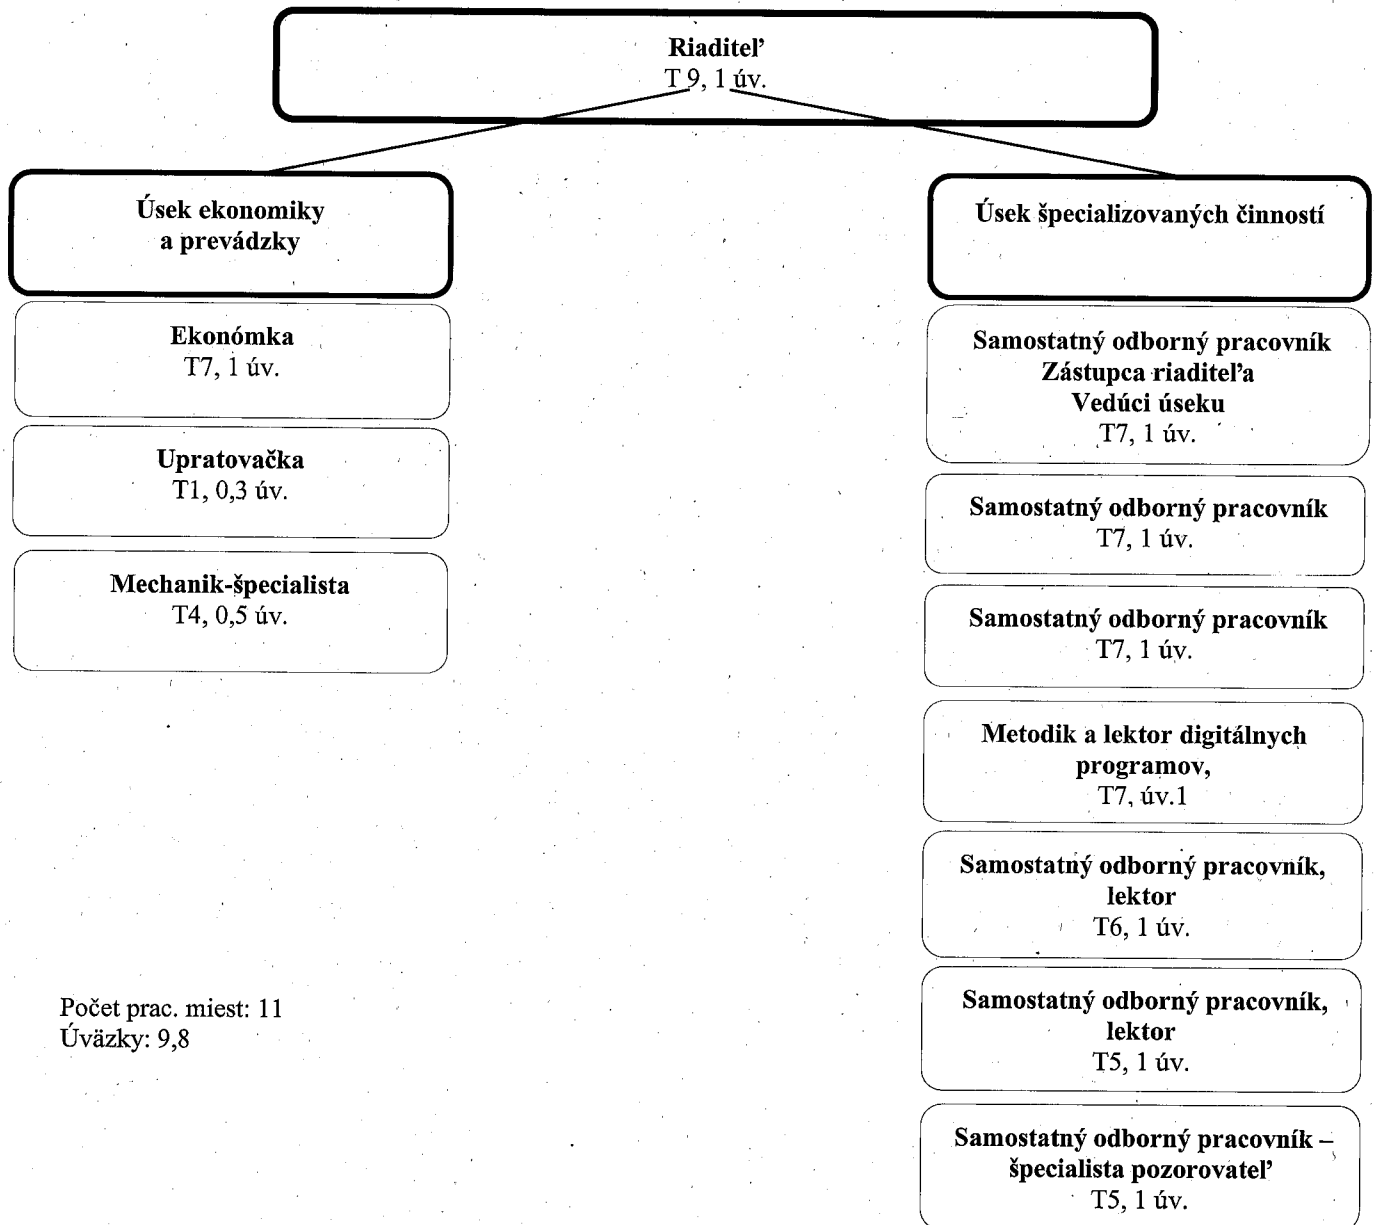 Riaditeľ
T 9, 1 úv.
Úsek ekonomiky
a prevádzky
Ekonómka
T7, 1 úv.
Upratovačka
T1, 0,3 úv.
Mechanik-špecialista
T4, 0,5 úv.
Počet prac. miest: 11
Úväzky: 9,8
Úsek špecializovaných činností
Samostatný odborný pracovník
Zástupca riaditeľa
Vedúci úseku
T7, 1 úv.
Samostatný odborný pracovník
T7, 1 úv.
Samostatný odborný pracovník
T7, 1 úv.
Metodik a lektor digitálnych
programov,
T7, úv.1
Samostatný odborný pracovník,
lektor
T6, 1 úv.
Samostatný odborný pracovník,
lektor
T5, 1 úv.
Samostatný odborný pracovník –
špecialista pozorovateľ
T5, 1 úv.